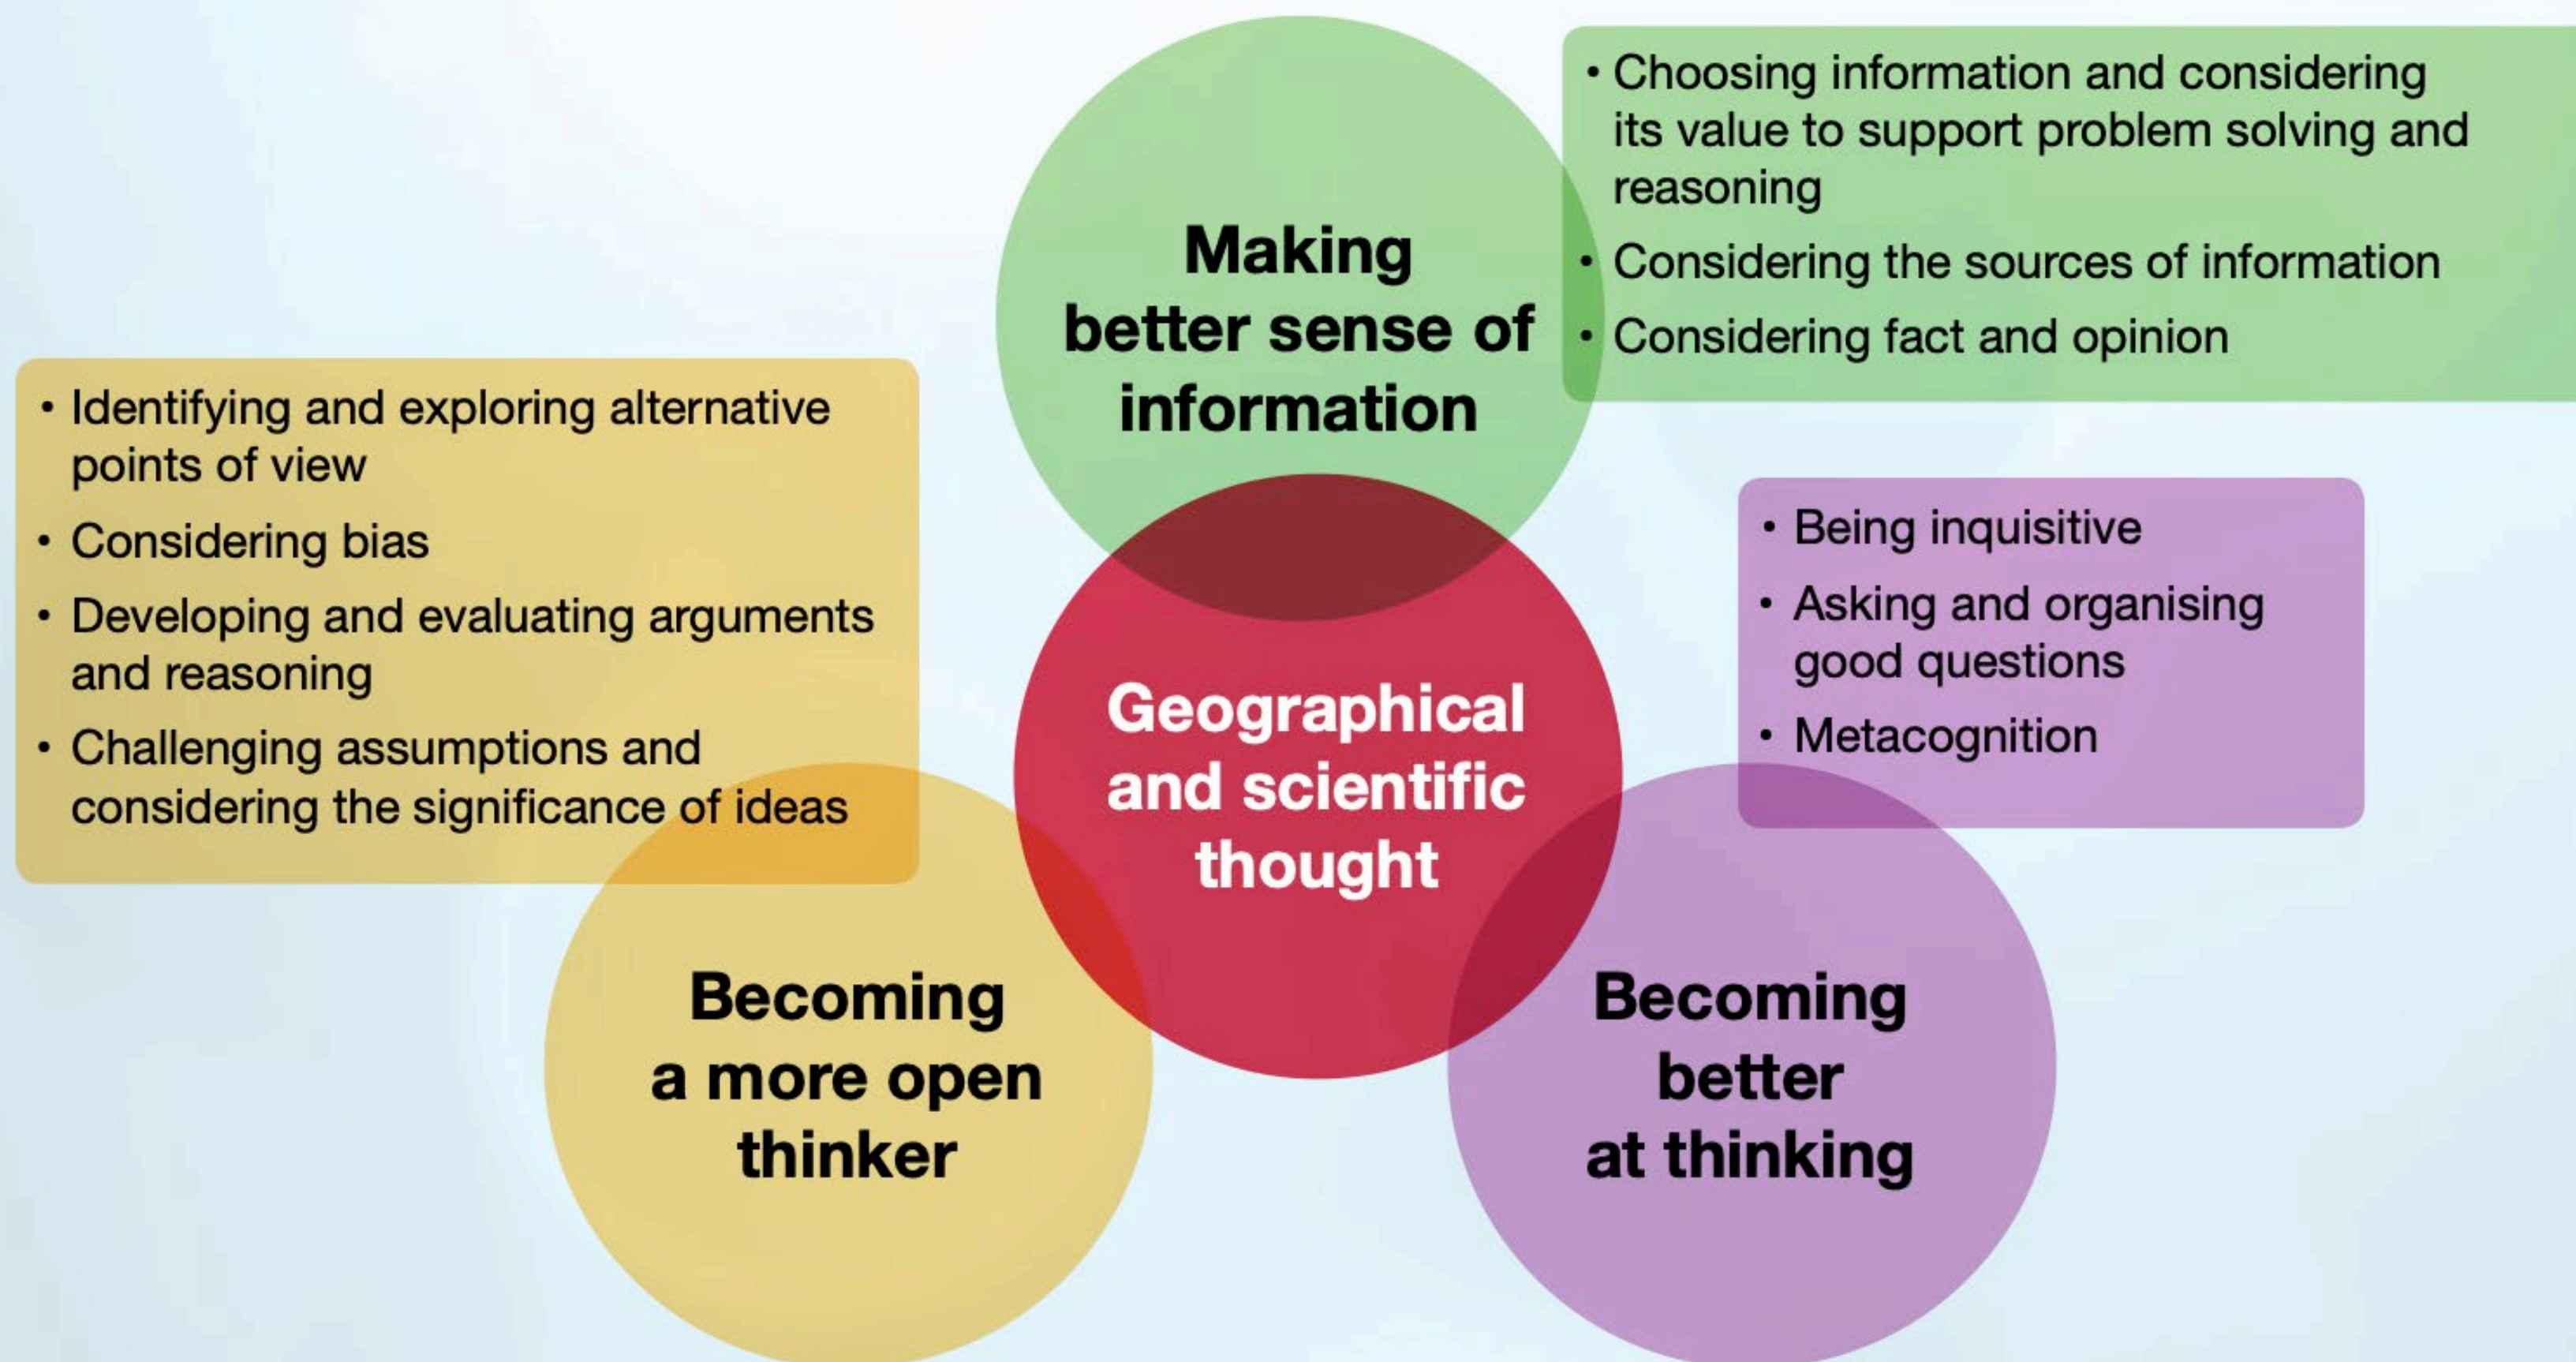 Making
better sense of
information
• Choosing information and considering
its value to support problem solving and
reasoning
• Considering the sources of information
• Considering fact and opinion
• Identifying and exploring alternative
points of view
• Considering bias
• Developing and evaluating arguments
and reasoning
• Challenging assumptions and
considering the significance of ideas
• Being inquisitive
• Asking and organising
good questions
• Metacognition
Geographical
and scientific
thought
Becoming
a more open
thinker
Becoming
better
at thinking